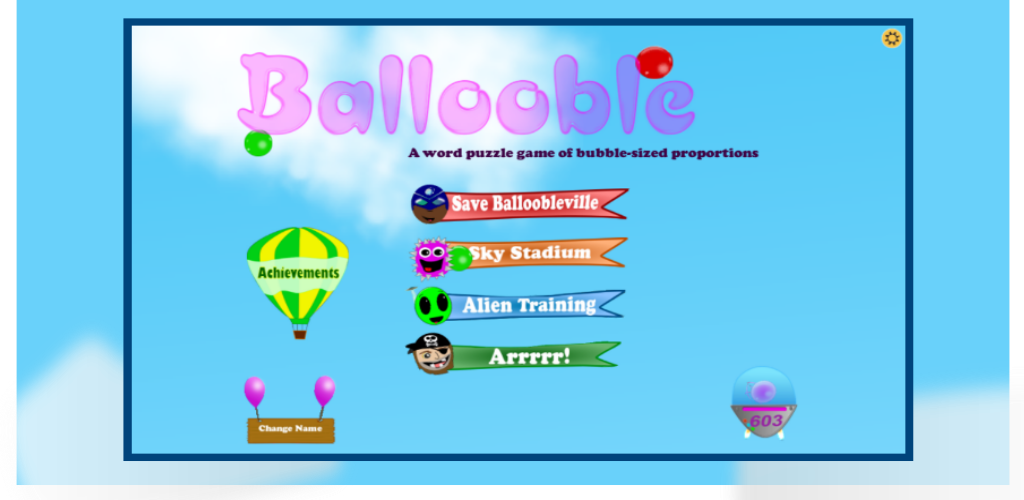 Ballooble
A word puzzle game of bubble-sized proportions
Save Balloobleville
Sky Stadium
Achievements
Alien Training
Arrrrr!
Change Name
603